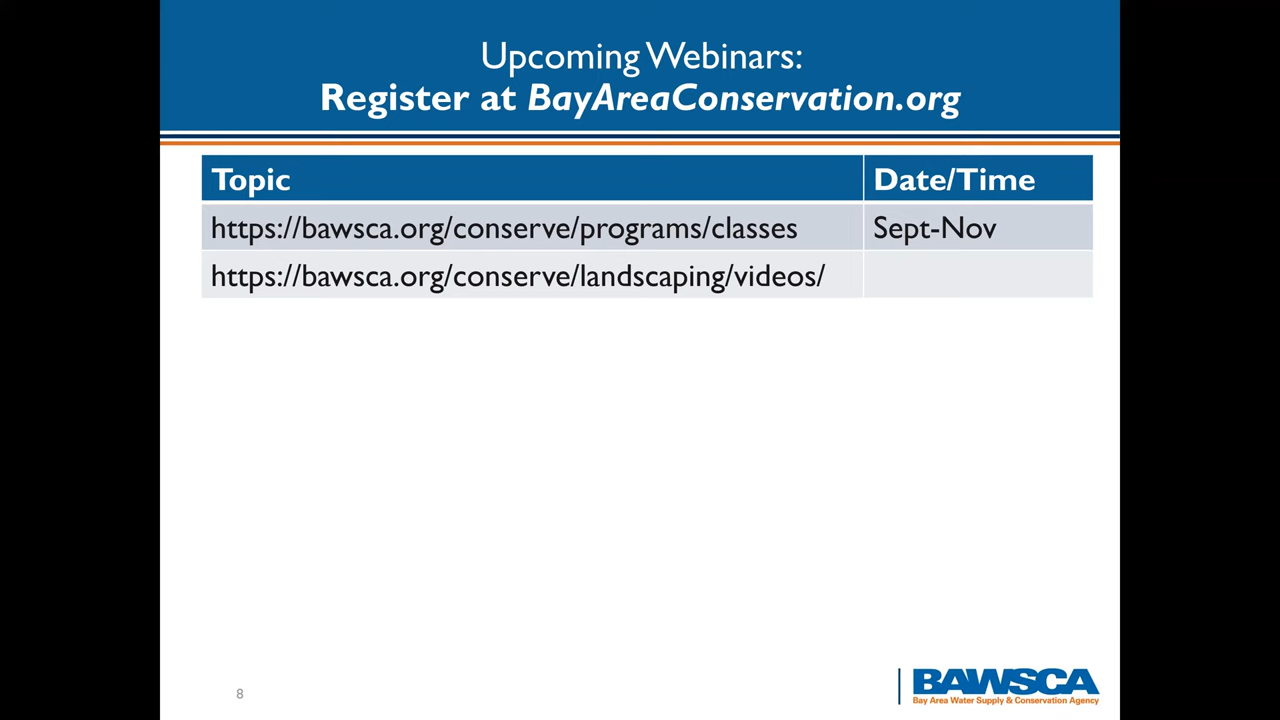 Upcoming Webinars:
Register at BayAreaConservation.org
Topic
Date/Time
https://bawsca.org/conserve/programs/classes
Sept-Nov
https://bawsca.org/conserve/landscaping/videos/
8
BAWSCA
Bay Area Water Supply & Conservation Agency